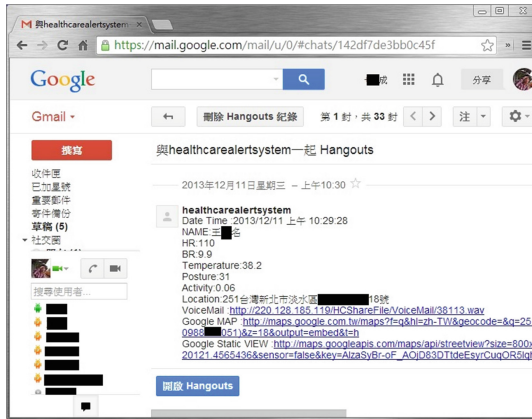 與healthcarealertsystem
https://mail.google.com/mail/u/0/#chats/142df7de3bb0c45f
Google
成
分享
Gmail
刪除 Hangouts 紀錄
第 1 封，共 33 封
注
撰寫
與healthcarealertsystem一起 Hangouts
收件匣
已加星號
重要郵件
寄件備份
草稿 (5)
社交圈
2013年12月11日星期三 – 上午10:30
healthcarealertsystem
Date Time :2013/12/11 上午 10:29:28
NAME:王 名
HR:110
BR:9.9
Temperature:38.2
Posture:31
Activity:0.06
Location:251台灣新北市淡水區 18號
VoiceMail :http://220.128.185.119/HCShareFile/VoiceMail/38113.wav
Google MAP :http://maps.google.com.tw/maps?f=q&hl=zh-TW&geocode=&q=25.
0988 051)&z=18&output=embed&t=h
Google Static VIEW :http://maps.googleapis.com/maps/api/streetview?size=800x
20121.4565436&sensor=false&key=AIzaSyBr-oF_AOjD83DTtdeEsyrCuqOR5lqh
搜尋使用者...
開啟 Hangouts